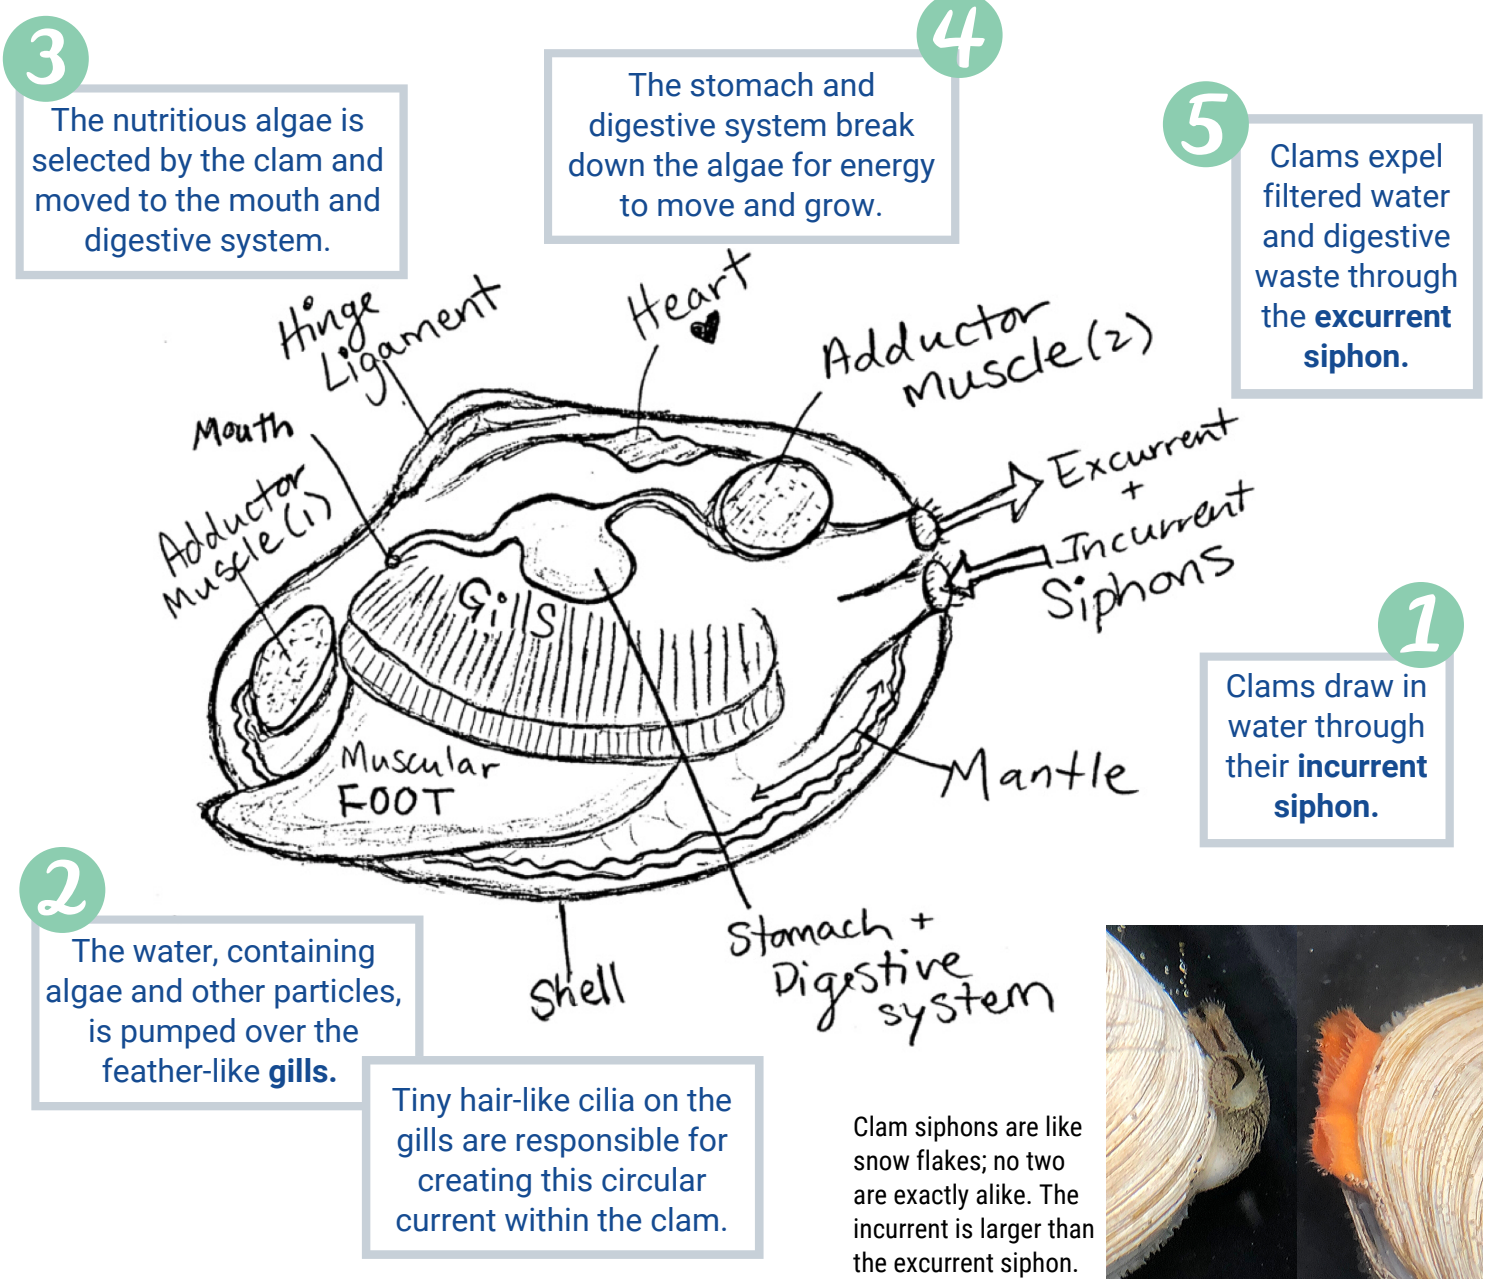 3
The nutritious algae is
selected by the clam and
moved to the mouth and
digestive system.
4
The stomach and
digestive system break
down the algae for energy
to move and grow.
5
Clams expel
filtered water
and digestive
waste through
the excurrent
siphon.
Hinge
Ligament
Heart
Adductor
Muscle (2)
Mouth
Adductor
Muscle (1)
Excurrent
+
Incurrent
Siphons
Gills
1
Clams draw in
water through
their incurrent
siphon.
Muscular
FOOT
Mantle
2
The water, containing
algae and other particles,
is pumped over the
feather-like gills.
Shell
Stomach +
Digestive
system
Tiny hair-like cilia on the
gills are responsible for
creating this circular
current within the clam.
Clam siphons are like
snow flakes; no two
are exactly alike. The
incurrent is larger than
the excurrent siphon.